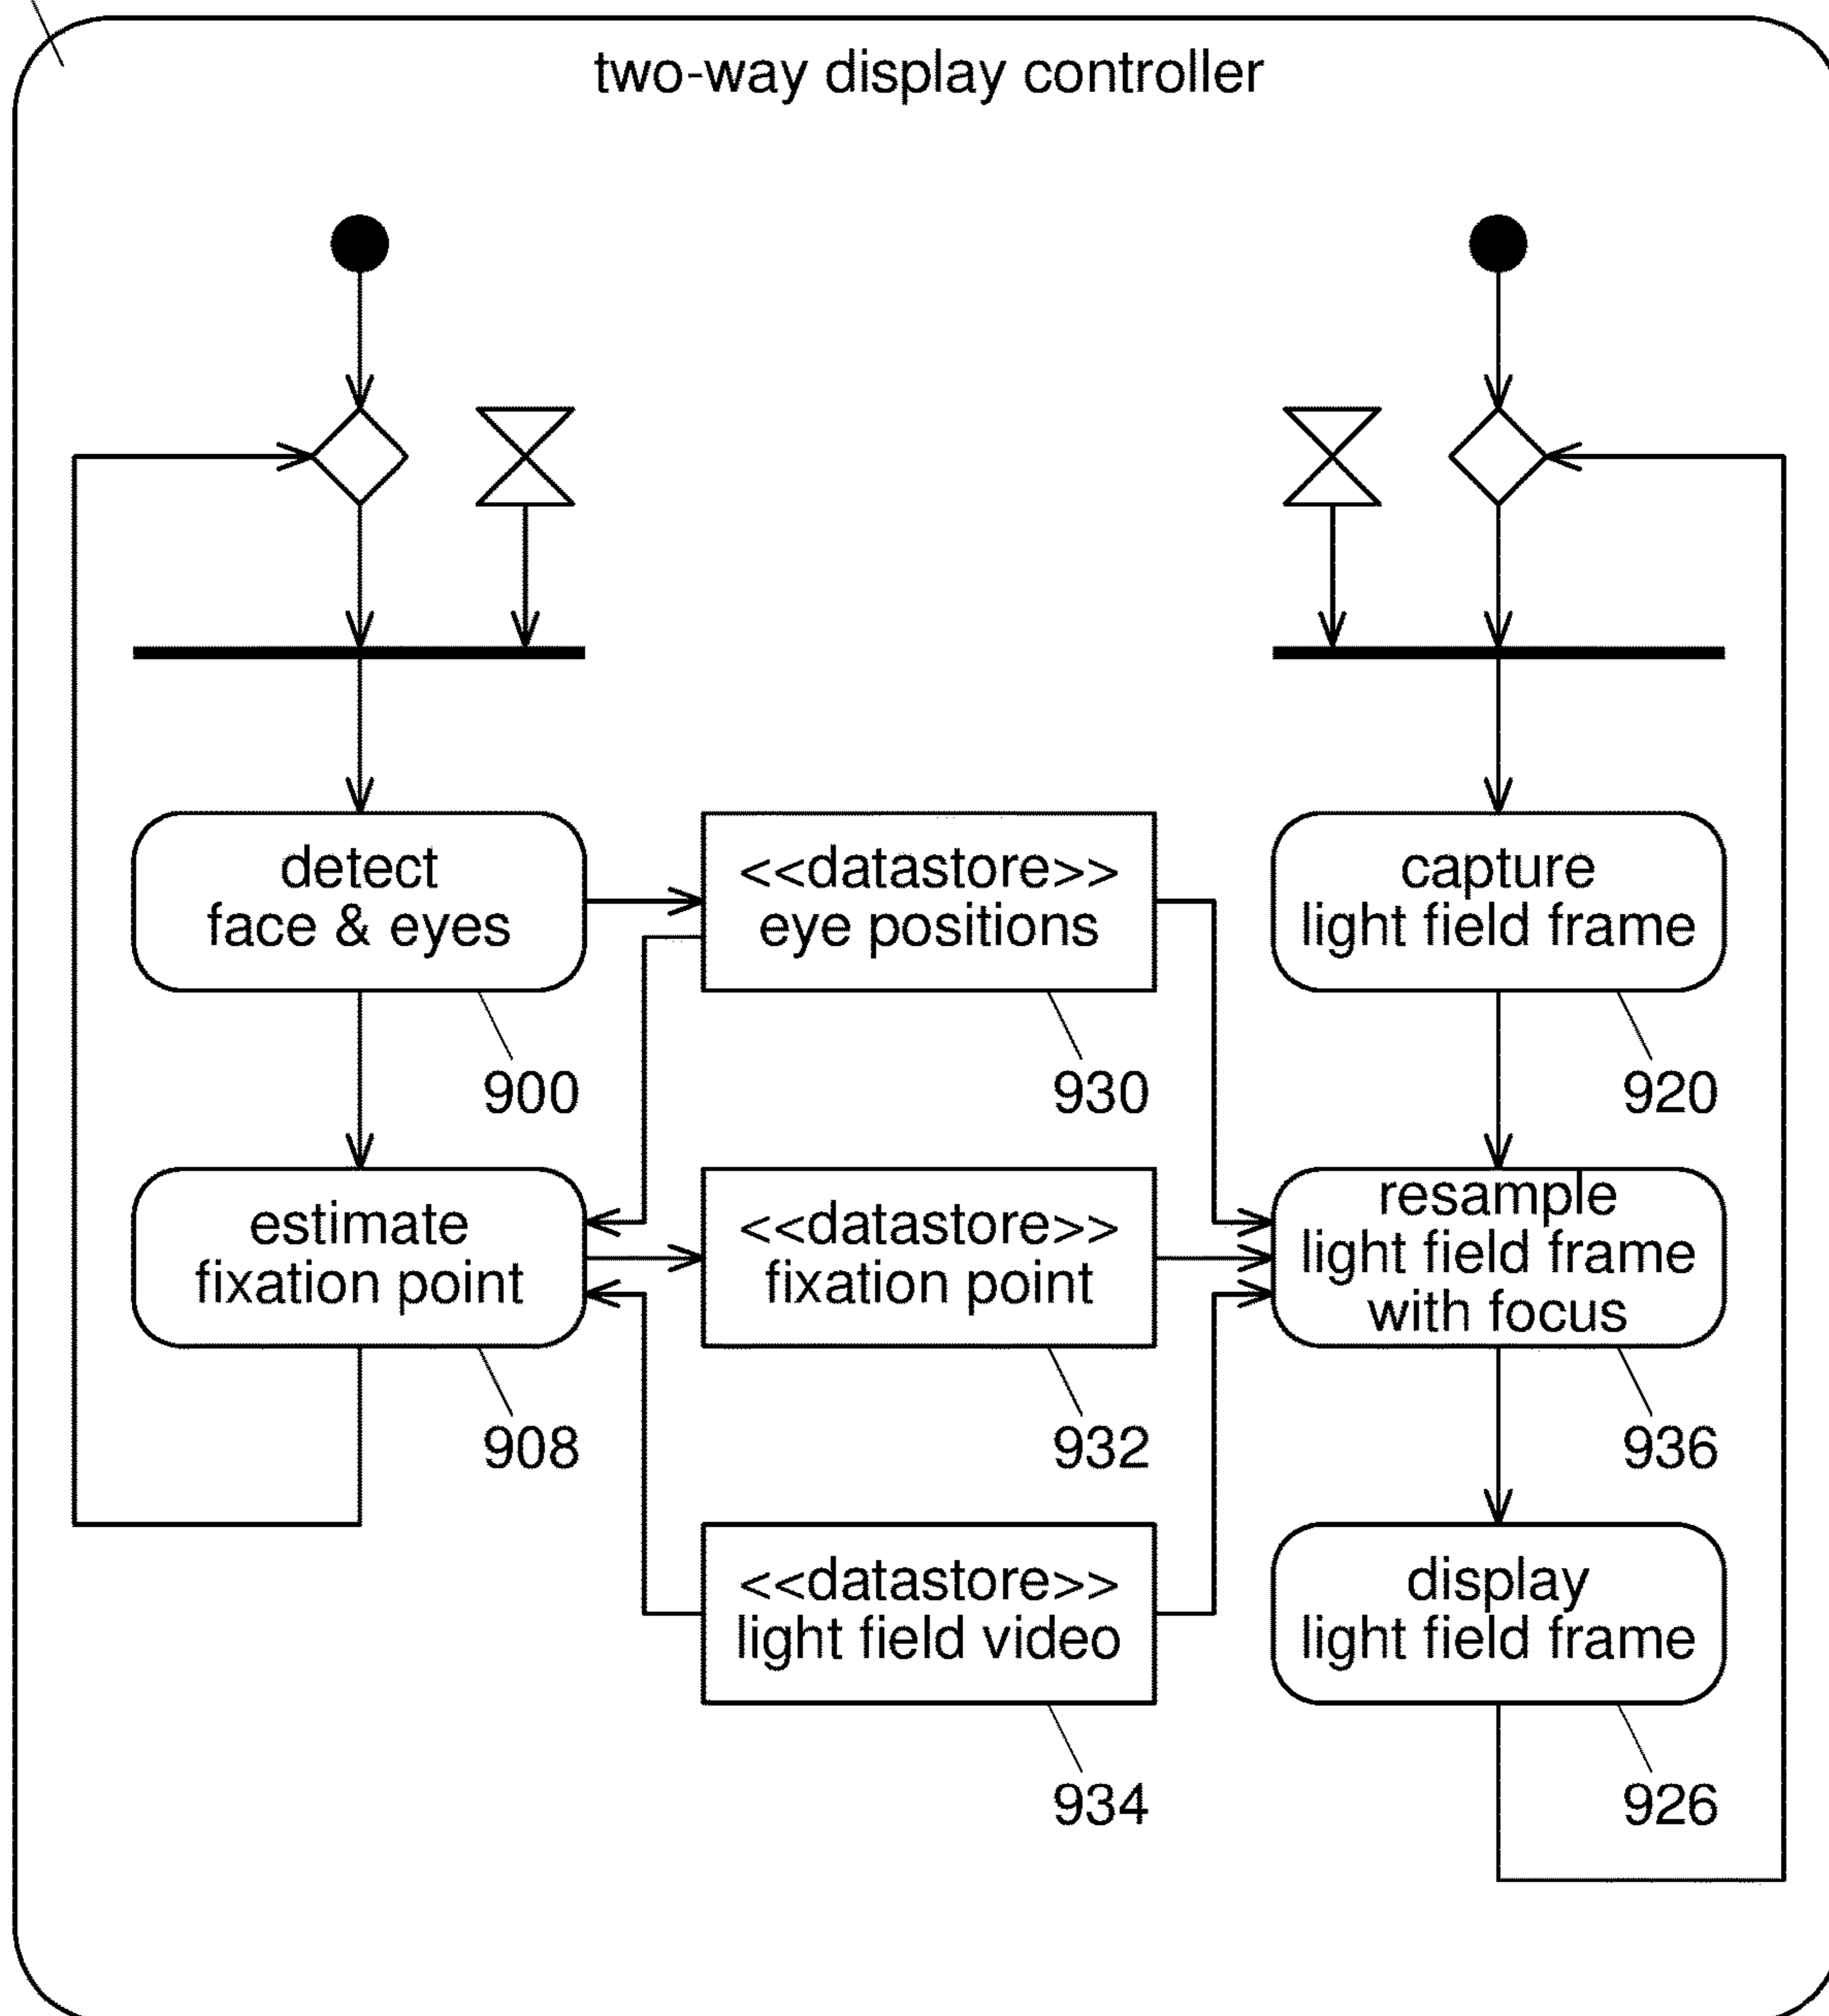 two-way display controller
detect
face & eyes
900
<<datastore>>
eye positions
930
capture
light field frame
920
estimate
fixation point
908
<<datastore>>
fixation point
932
resample
light field frame
with focus
936
<<datastore>>
light field video
934
display
light field frame
926